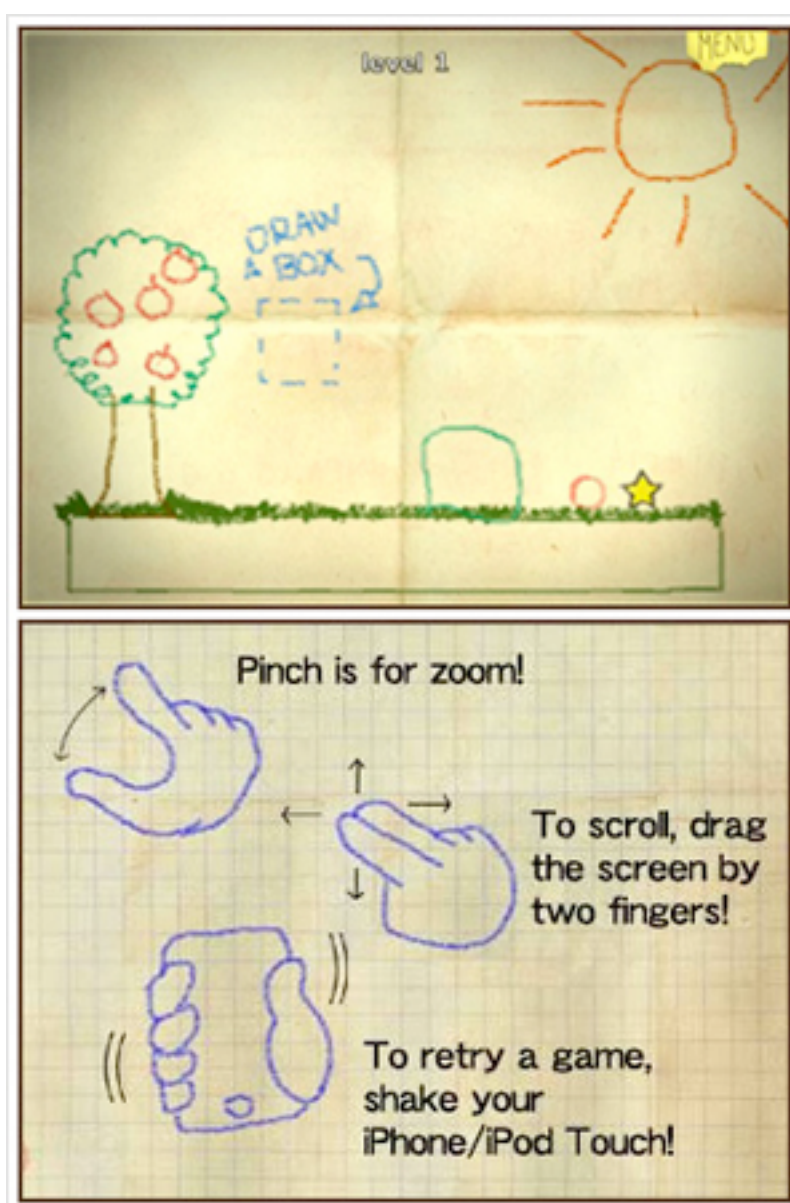 MENU
level 1
DRAW
A BOX
Pinch is for zoom!
To scroll, drag
the screen by
two fingers!
To retry a game,
shake your
iPhone/iPod Touch!